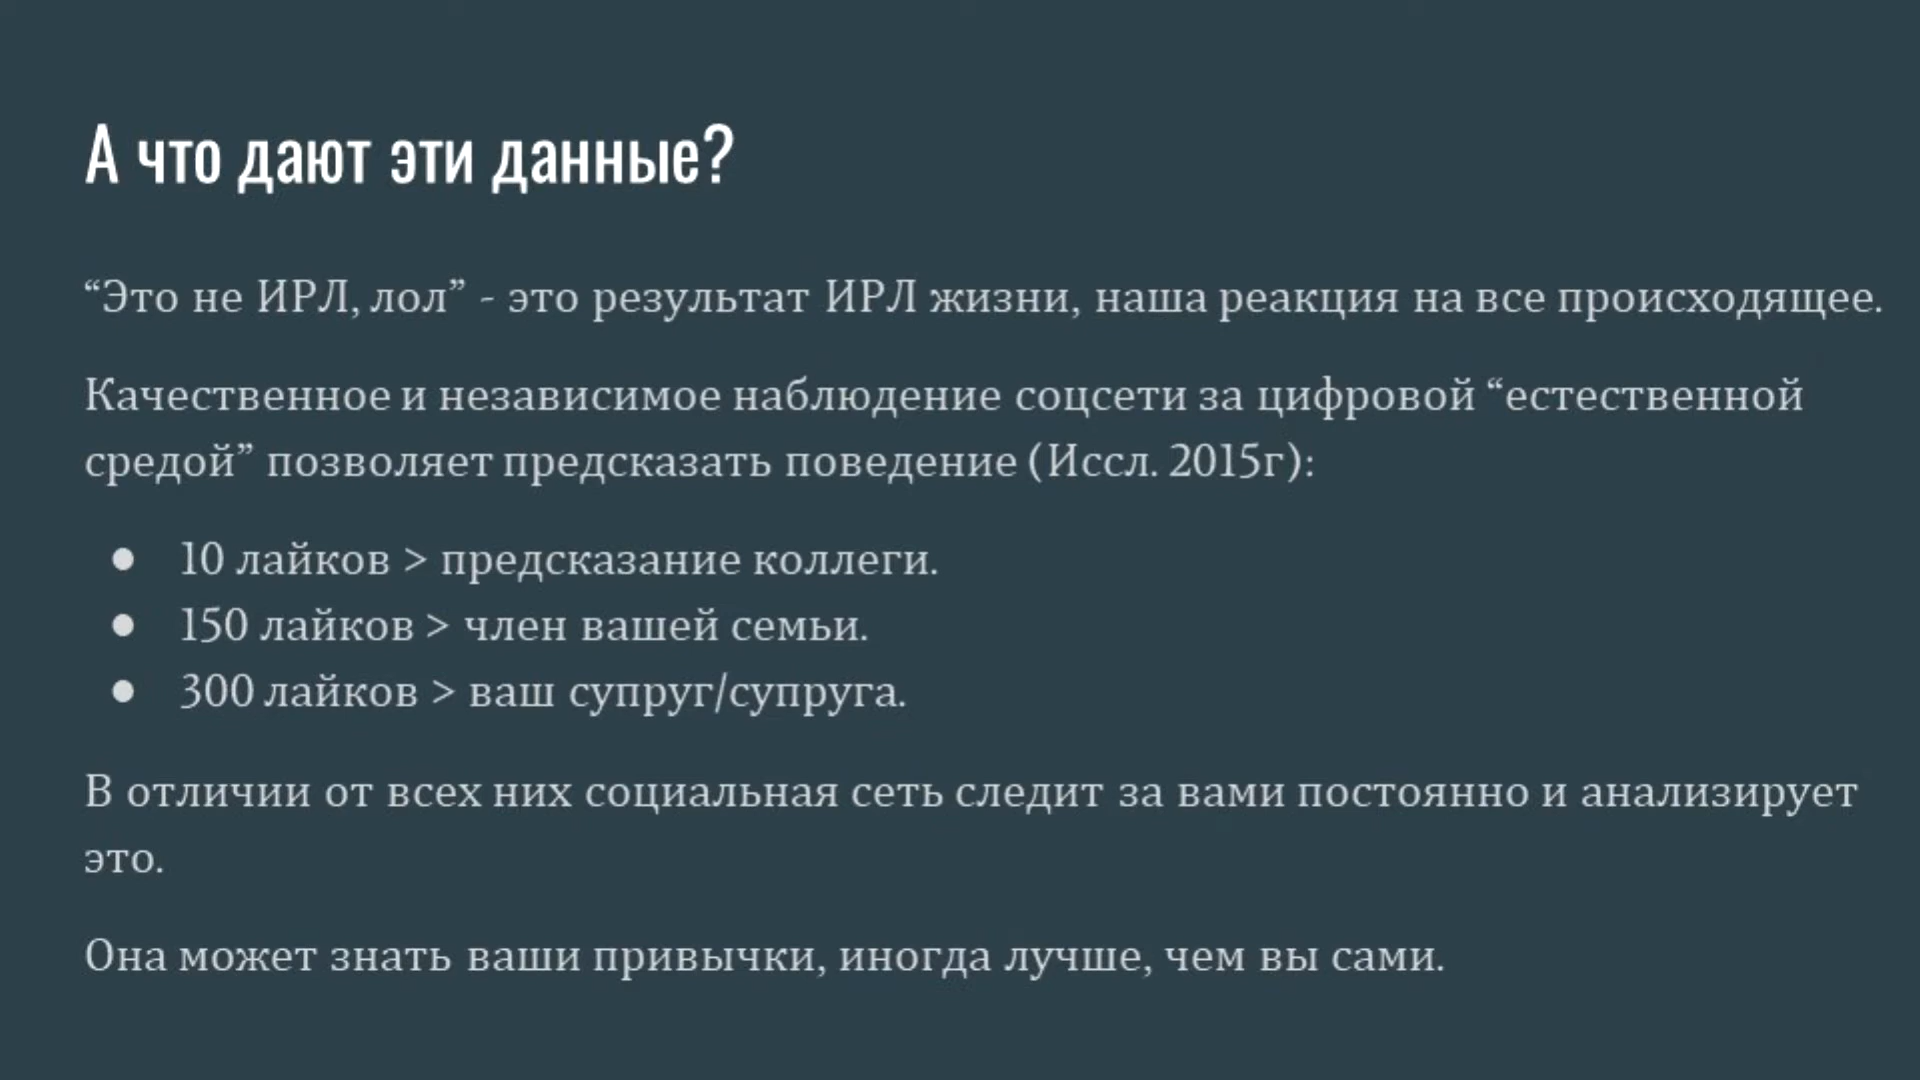 А что дают эти данные?
“Это не ИРЛ, лол” - это результат ИРЛ жизни, наша реакция на все происходящее.
Качественное и независимое наблюдение соцсети за цифровой “естественной
средой” позволяет предсказать поведение (Иссл. 2015г):
● 10 лайков > предсказание коллеги.
● 150 лайков > член вашей семьи.
● 300 лайков > ваш супруг/супруга.
В отличии от всех них социальная сеть следит за вами постоянно и анализирует
это.
Она может знать ваши привычки, иногда лучше, чем вы сами.